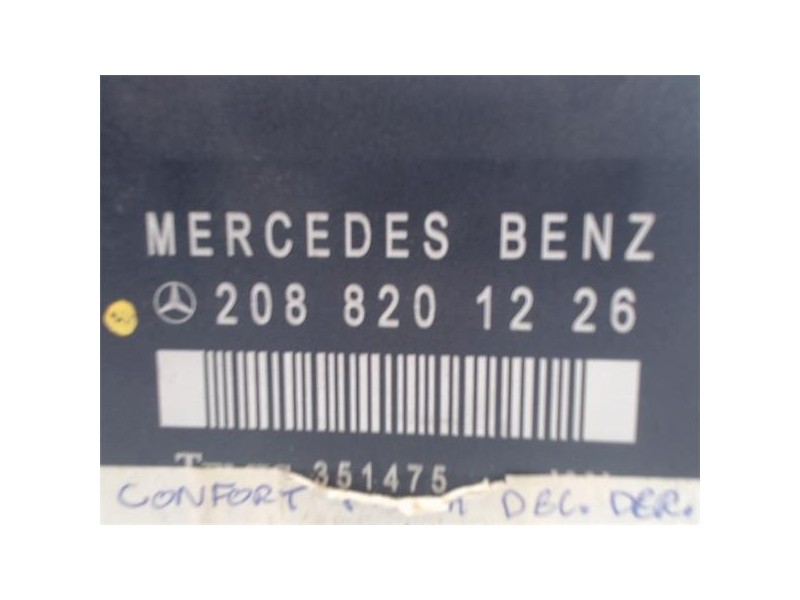 MERCEDES BENZ
208 820 12 26
351475
CONFORT DEL. DER.